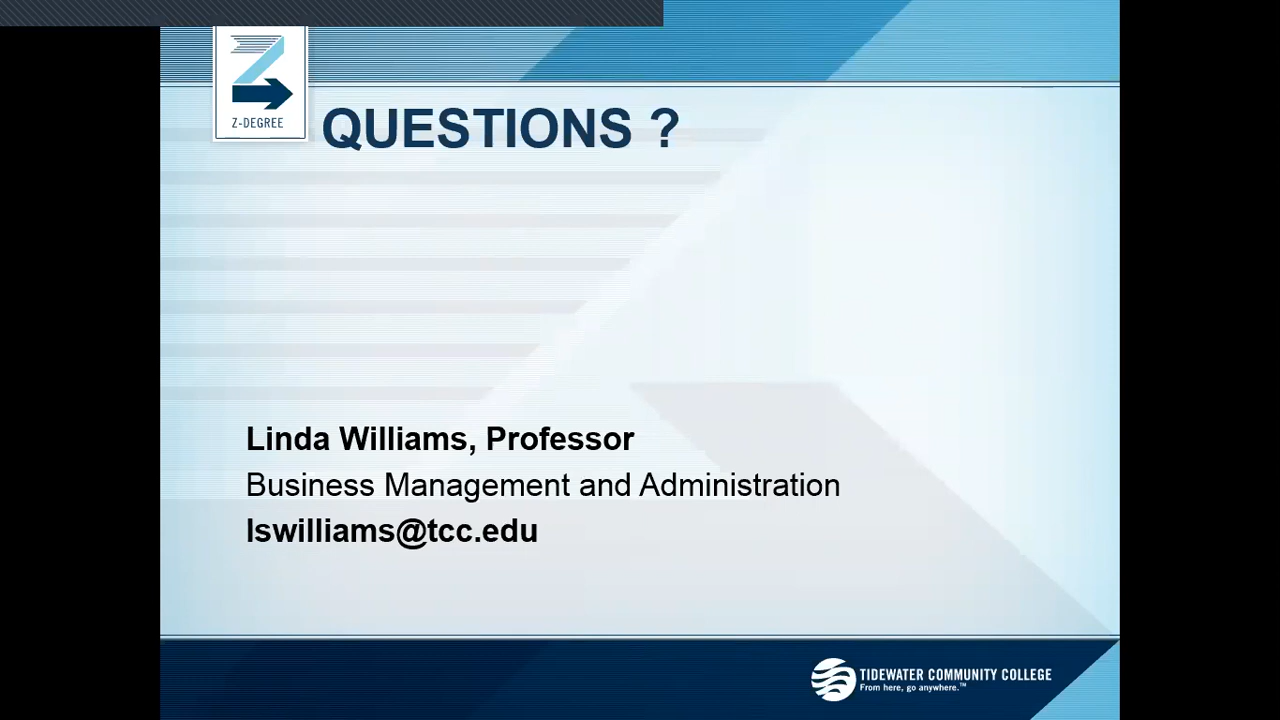 Z-DEGREE
QUESTIONS ?
Linda Williams, Professor
Business Management and Administration
lswilliams@tcc.edu
TIDEWATER COMMUNITY COLLEGE
From here, go anywhere.™